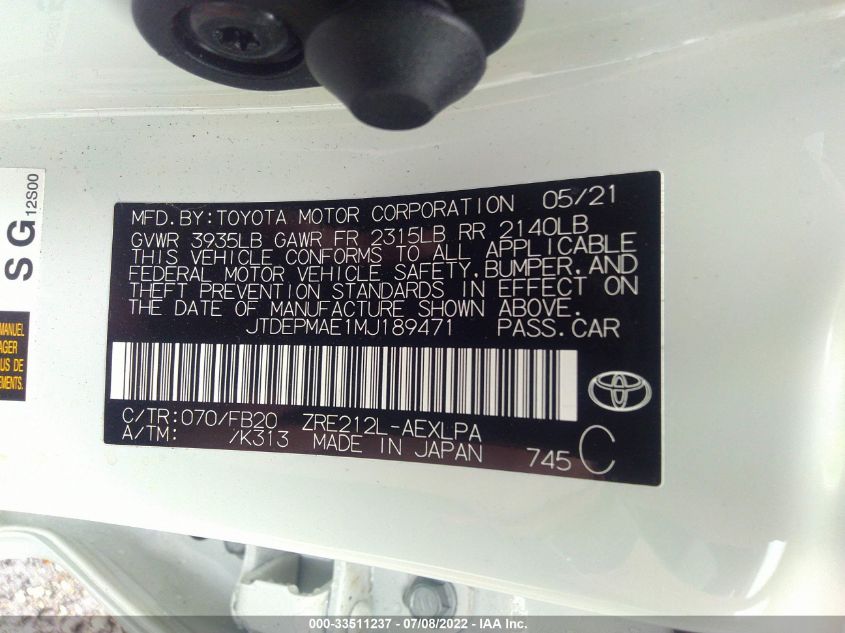 MFD. BY: TOYOTA MOTOR CORPORATION 05/21
GVWR 3935LB GAWR FR 2315LB RR 2140LB
THIS VEHICLE CONFORMS TO ALL APPLICABLE
FEDERAL MOTOR VEHICLE SAFETY, BUMPER, AND
THEFT PREVENTION STANDARDS IN EFFECT ON
THE DATE OF MANUFACTURE SHOWN ABOVE.
JTDEPMAE1MJ189471 PASS. CAR
C/TR: 070/FB20 ZRE212L-AEXLPA
A/TM: /K313 MADE IN JAPAN 745 C
SG 12S00
AGER
US DE
EMENTS.
000-33511237 - 07/08/2022 - IAA Inc.